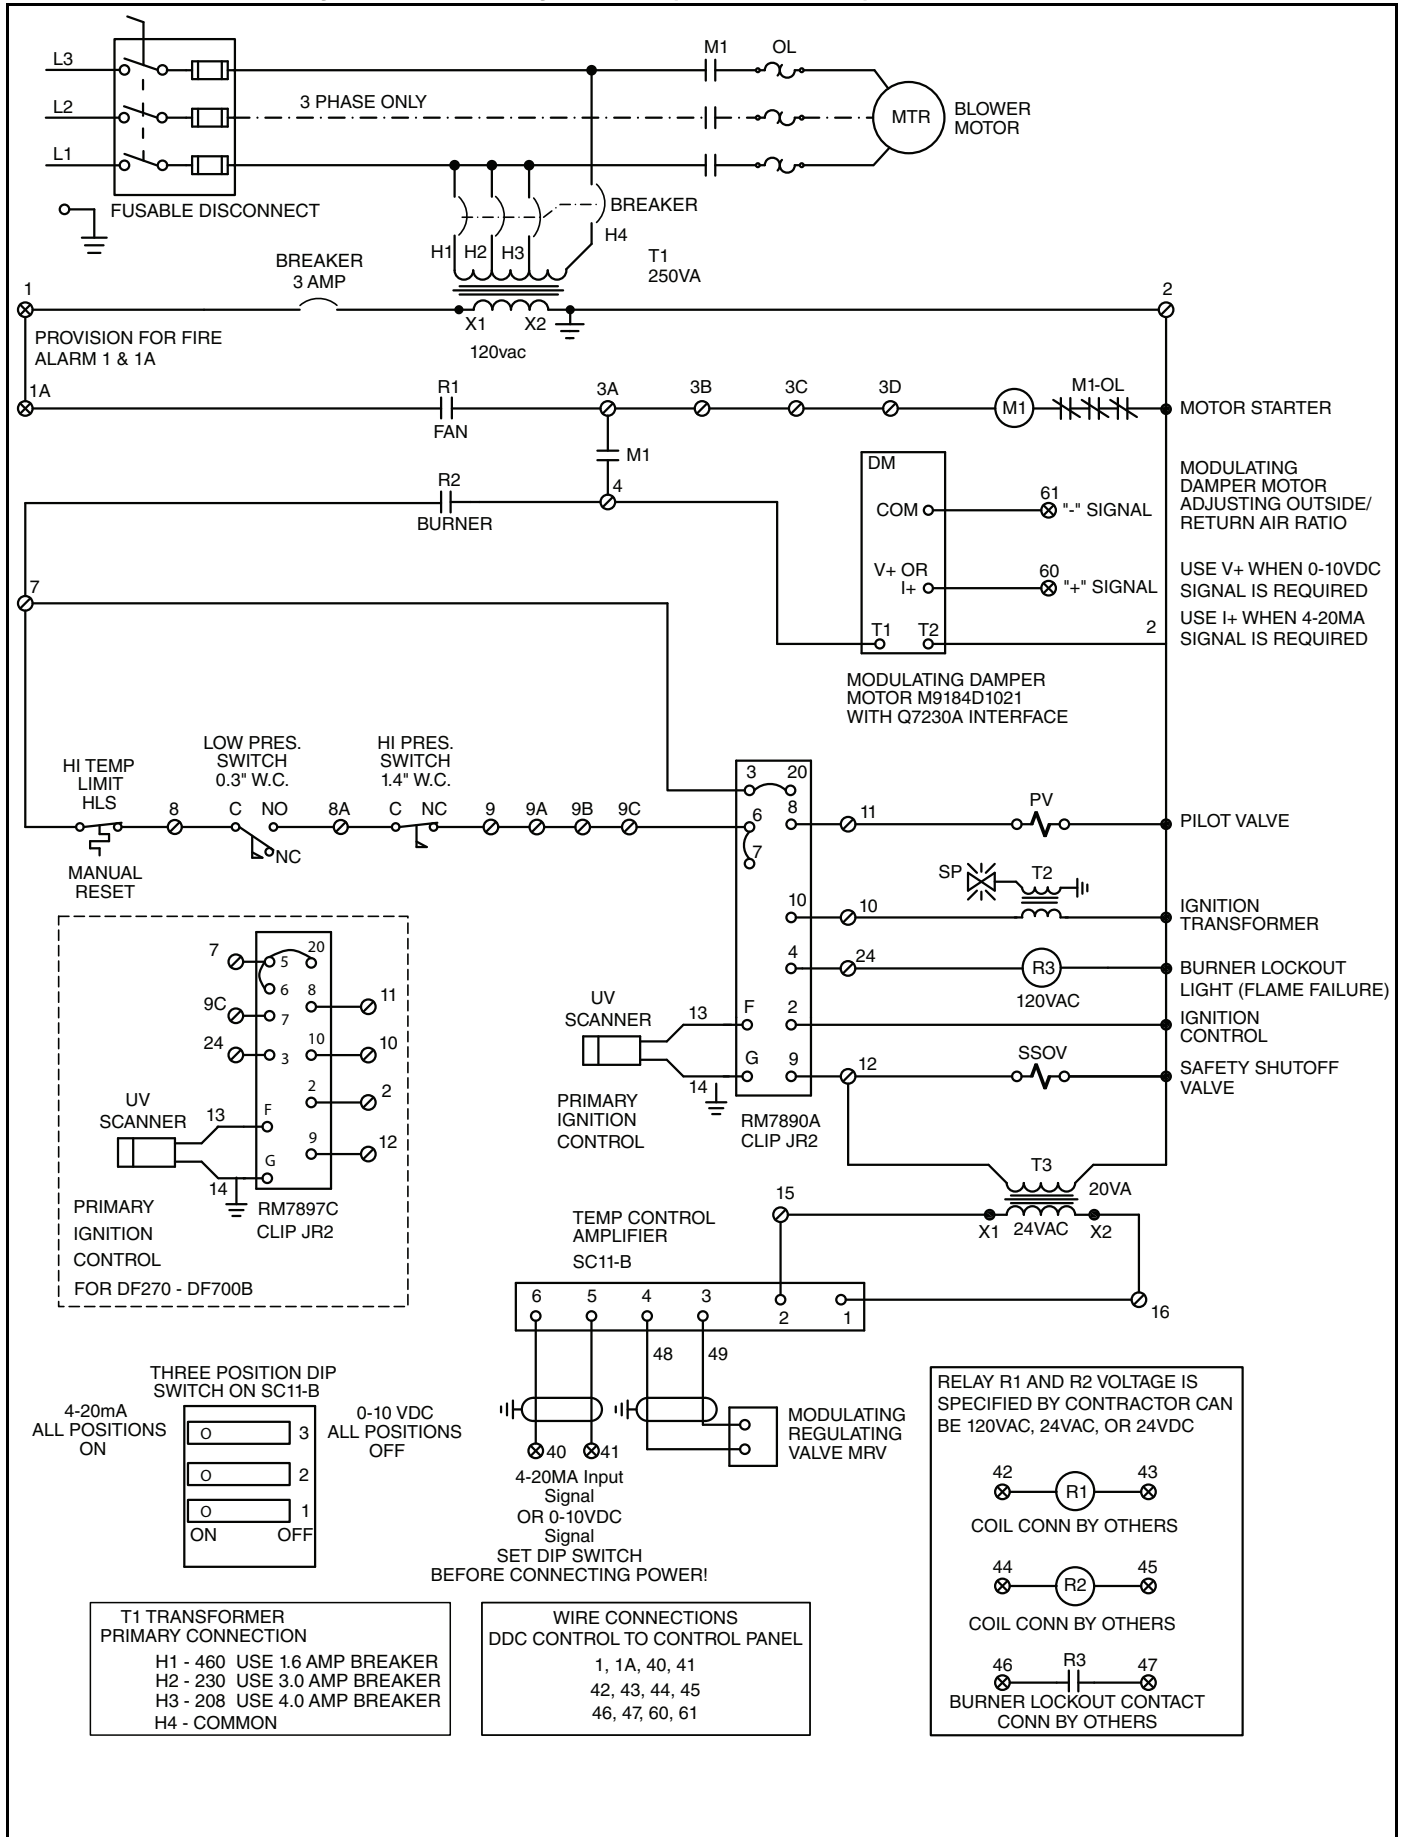 L3
L2
L1
3 PHASE ONLY
M1
OL
MTR
BLOWER
MOTOR
FUSABLE DISCONNECT
BREAKER
H1
H2
H3
H4
T1
250VA
BREAKER
3 AMP
1
2
X1
X2
120vac
PROVISION FOR FIRE
ALARM 1 & 1A
1A
R1
FAN
3A
3B
3C
3D
M1
M1-OL
MOTOR STARTER
M1
R2
BURNER
4
DM
COM
61
"-" SIGNAL
V+ OR
I+
60
"+" SIGNAL
T1
T2
2
MODULATING
DAMPER MOTOR
ADJUSTING OUTSIDE/
RETURN AIR RATIO
USE V+ WHEN 0-10VDC
SIGNAL IS REQUIRED
USE I+ WHEN 4-20MA
SIGNAL IS REQUIRED
MODULATING DAMPER
MOTOR M9184D1021
WITH Q7230A INTERFACE
7
HI TEMP
LIMIT
HLS
MANUAL
RESET
8
LOW PRES.
SWITCH
0.3" W.C.
C
NO
NC
8A
HI PRES.
SWITCH
1.4" W.C.
C
NC
9
9A
9B
9C
3
20
6
8
7
10
4
F
2
G
9
11
PV
PILOT VALVE
SP
T2
10
IGNITION
TRANSFORMER
24
R3
120VAC
BURNER LOCKOUT
LIGHT (FLAME FAILURE)
IGNITION
CONTROL
12
SSOV
SAFETY SHUTOFF
VALVE
UV
SCANNER
13
14
PRIMARY
IGNITION
CONTROL
RM7890A
CLIP JR2
7
9C
24
5
20
6
8
7
10
3
2
F
9
G
11
10
2
12
UV
SCANNER
13
14
PRIMARY
IGNITION
CONTROL
RM7897C
CLIP JR2
FOR DF270 - DF700B
T3
20VA
24VAC
X1
X2
15
16
TEMP CONTROL
AMPLIFIER
SC11-B
6
5
4
3
2
1
48
49
40
41
4-20MA Input
Signal
OR 0-10VDC
Signal
SET DIP SWITCH
BEFORE CONNECTING POWER!
MODULATING
REGULATING
VALVE MRV
THREE POSITION DIP
SWITCH ON SC11-B
4-20mA
ALL POSITIONS
ON
0-10 VDC
ALL POSITIONS
OFF
O
3
O
2
O
1
ON
OFF
RELAY R1 AND R2 VOLTAGE IS
SPECIFIED BY CONTRACTOR CAN
BE 120VAC, 24VAC, OR 24VDC
42
R1
43
COIL CONN BY OTHERS
44
R2
45
COIL CONN BY OTHERS
46
R3
47
BURNER LOCKOUT CONTACT
CONN BY OTHERS
T1 TRANSFORMER
PRIMARY CONNECTION
H1 - 460 USE 1.6 AMP BREAKER
H2 - 230 USE 3.0 AMP BREAKER
H3 - 208 USE 4.0 AMP BREAKER
H4 - COMMON
WIRE CONNECTIONS
DDC CONTROL TO CONTROL PANEL
1, 1A, 40, 41
42, 43, 44, 45
46, 47, 60, 61